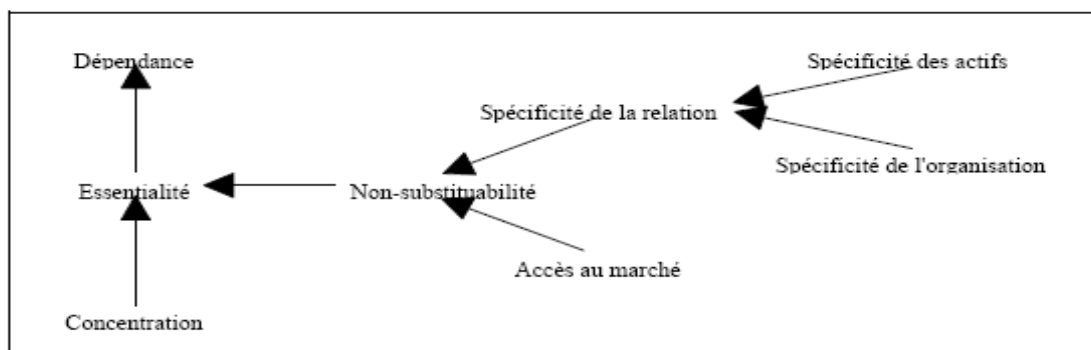 Dépendance
Spécificité des actifs
Spécificité de la relation
Spécificité de l'organisation
Essentialité
Non-substituabilité
Accès au marché
Concentration